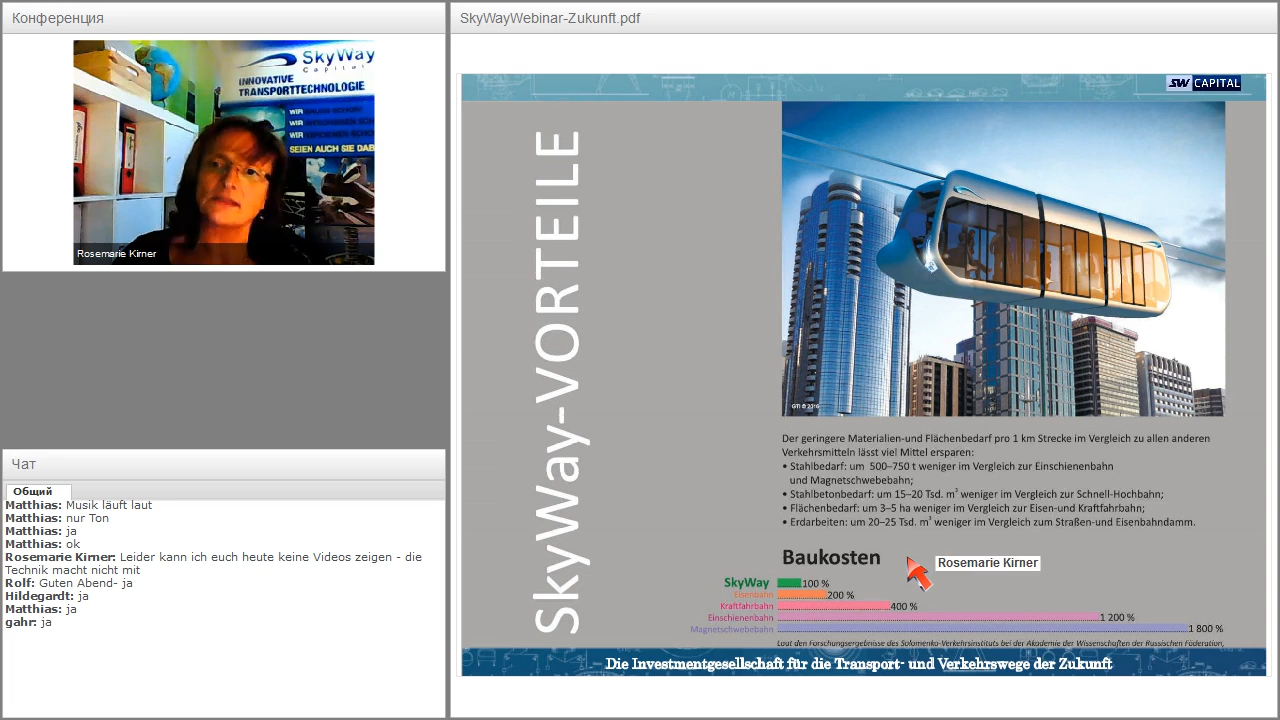 Конференция
SkyWay
Capital
INNOVATIVE
TRANSPORTTECHNOLOGIE
WIR
WIR
WIR
SEIEN AUCH SIE DAB
Rosemarie Kirner
Чат
Общий
Matthias: Musik läuft laut
Matthias: nur Ton
Matthias: ja
Matthias: ok
Rosemarie Kirner: Leider kann ich euch heute keine Videos zeigen - die
Technik macht nicht mit
Rolf: Guten Abend- ja
Hildegardt: ja
Matthias: ja
gahr: ja
SkyWayWebinar-Zukunft.pdf
SW CAPITAL
SkyWay-VORTEILE
GTI © 2016
Der geringere Materialien-und Flächenbedarf pro 1 km Strecke im Vergleich zu allen anderen
Verkehrsmitteln lässt viel Mittel ersparen:
• Stahlbedarf: um 500–750 t weniger im Vergleich zur Einschienenbahn
und Magnetschwebebahn;
• Stahlbetonbedarf: um 15–20 Tsd. m³ weniger im Vergleich zur Schnell-Hochbahn;
• Flächenbedarf: um 3–5 ha weniger im Vergleich zur Eisen-und Kraftfahrbahn;
• Erdarbeiten: um 20–25 Tsd. m³ weniger im Vergleich zum Straßen-und Eisenbahndamm.
Baukosten
Rosemarie Kirner
SkyWay 100 %
Eisenbahn 200 %
Kraftfahrbahn 400 %
Einschienenbahn 1 200 %
Magnetschwebebahn 1 800 %
Laut den Forschungsergebnisse des Solomenko-Verkehrsinstituts bei der Akademie der Wissenschaften der Russischen Föderation,
Die Investmentgesellschaft für die Transport- und Verkehrswege der Zukunft